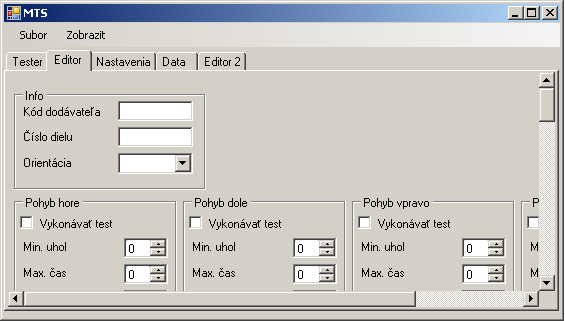 MTS
Subor Zobrazit
Tester Editor Nastavenia Data Editor 2
Info
Kód dodávateľa
Číslo dielu
Orientácia
Pohyb hore Pohyb dole Pohyb vpravo P
Vykonávať test Vykonávať test Vykonávať test
Min. uhol 0 Min. uhol 0 Min. uhol 0 M
Max. čas 0 Max. čas 0 Max. čas 0 M